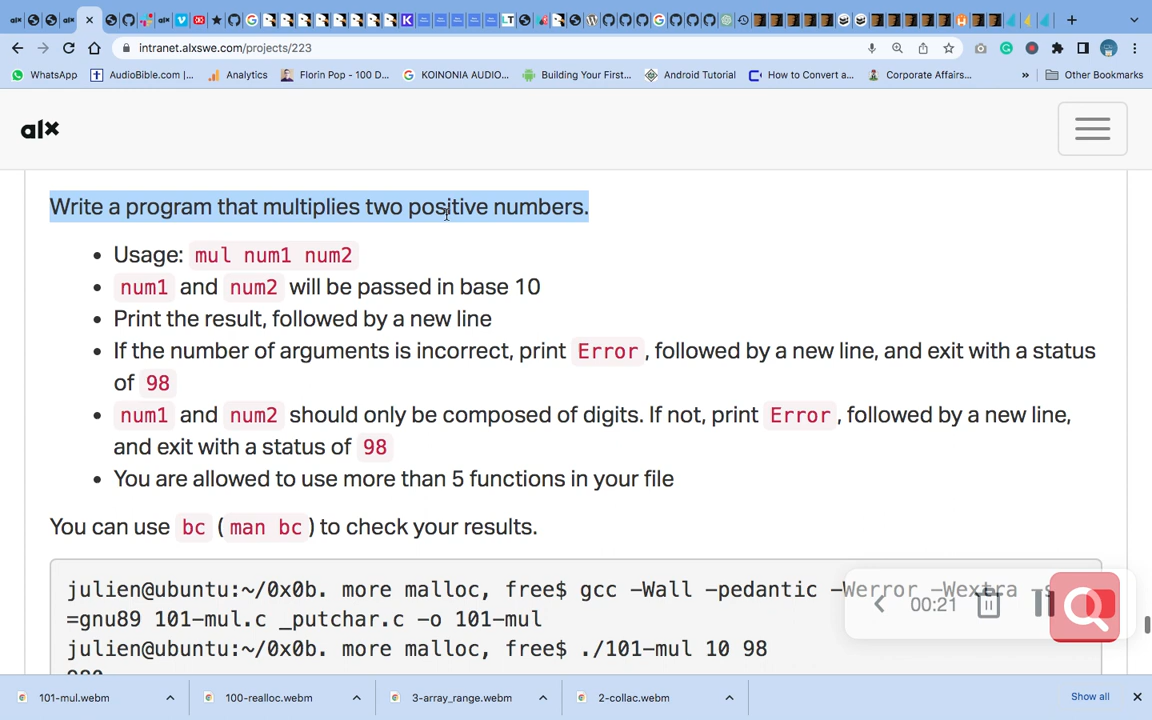 intranet.alxswe.com/projects/223
WhatsApp AudioBible.com |... Analytics Florin Pop - 100 D... KOINONIA AUDIO... Building Your First... Android Tutorial How to Convert a... Corporate Affairs... » Other Bookmarks
alx
Write a program that multiplies two positive numbers.
• Usage: mul num1 num2
• num1 and num2 will be passed in base 10
• Print the result, followed by a new line
• If the number of arguments is incorrect, print Error, followed by a new line, and exit with a status
of 98
• num1 and num2 should only be composed of digits. If not, print Error, followed by a new line,
and exit with a status of 98
• You are allowed to use more than 5 functions in your file
You can use bc (man bc) to check your results.
julien@ubuntu:~/0x0b. more malloc, free$ gcc -Wall -pedantic -Werror -Wextra -s
=gnu89 101-mul.c _putchar.c -o 101-mul
00:21
julien@ubuntu:~/0x0b. more malloc, free$ ./101-mul 10 98
980
101-mul.webm 100-realloc.webm 3-array_range.webm 2-collac.webm Show all